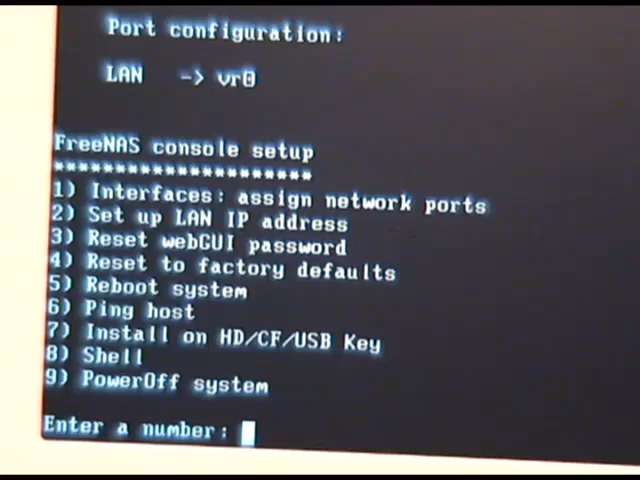 Port configuration:
LAN -> vr0
FreeNAS console setup
*********************
1) Interfaces: assign network ports
2) Set up LAN IP address
3) Reset webGUI password
4) Reset to factory defaults
5) Reboot system
6) Ping host
7) Install on HD/CF/USB Key
8) Shell
9) PowerOff system
Enter a number: